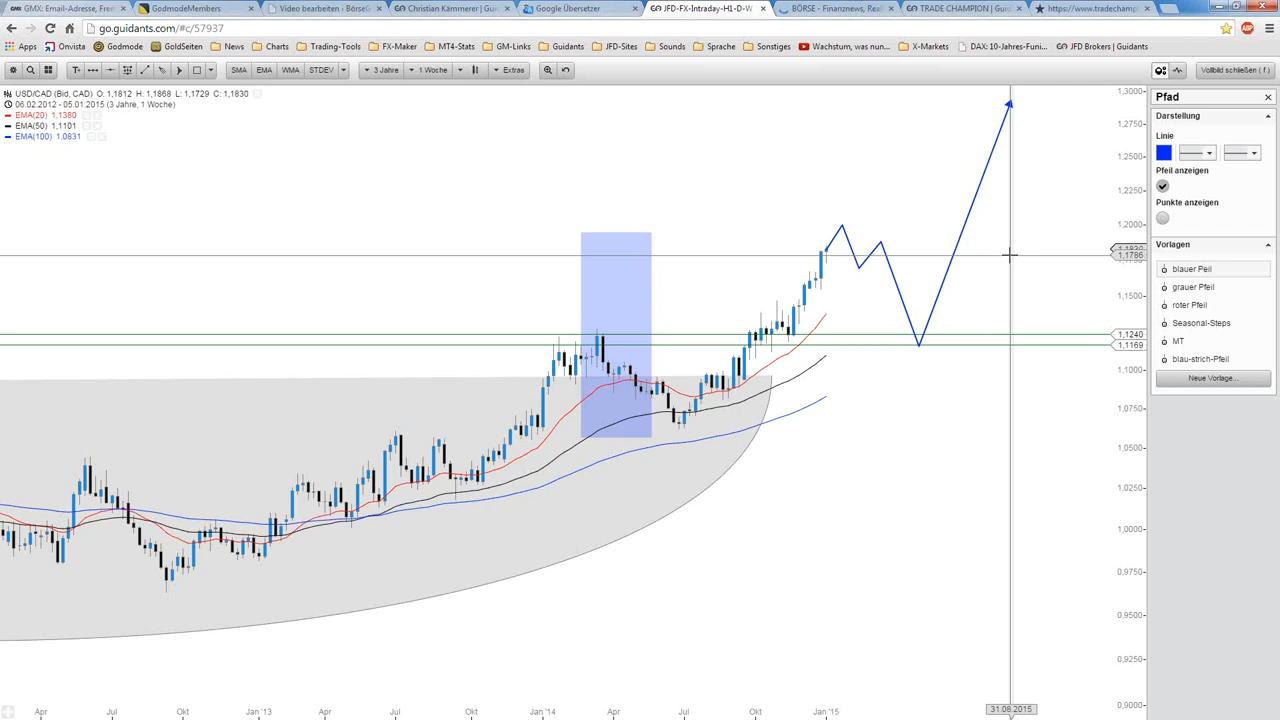 GMX: Email-Adresse, Fre
GodmodeMembers
Video bearbeiten ‹ BörseG
Christian Kämmerer | Gui
Google Übersetzer
JFD-FX-Intraday-H1-D-W
BÖRSE - Finanznews, Real
TRADE CHAMPION | Guid
https://www.tradechamp
go.guidants.com/#c/57937
Apps
Onvista
Godmode
GoldSeiten
News
Charts
Trading-Tools
FX-Maker
MT4-Stats
GM-Links
Guidants
JFD-Sites
Sounds
Sprache
Sonstiges
Wachstum, was nun...
X-Markets
DAX: 10-Jahres-Funi...
JFD Brokers | Guidants
SMA
EMA
WMA
STDEV
3 Jahre
1 Woche
Extras
Vollbild schließen ( f )
USD/CAD (Bid, CAD) O: 1,1812 H: 1,1868 L: 1,1729 C: 1,1830
06.02.2012 - 05.01.2015 (3 Jahre, 1 Woche)
EMA(20) 1,1380
EMA(50) 1,1101
EMA(100) 1,0831
1,3000
1,2750
1,2500
1,2250
1,2000
1,1830
1,1786
1,1500
1,1240
1,1169
1,1000
1,0750
1,0500
1,0250
1,0000
0,9750
0,9500
0,9250
0,9000
Apr
Jul
Okt
Jan '13
Apr
Jul
Okt
Jan '14
Apr
Jul
Okt
Jan '15
31.08.2015
Pfad
Darstellung
Linie
Pfeil anzeigen
Punkte anzeigen
Vorlagen
blauer Peil
grauer Pfeil
roter Pfeil
Seasonal-Steps
MT
blau-strich-Pfeil
Neue Vorlage...